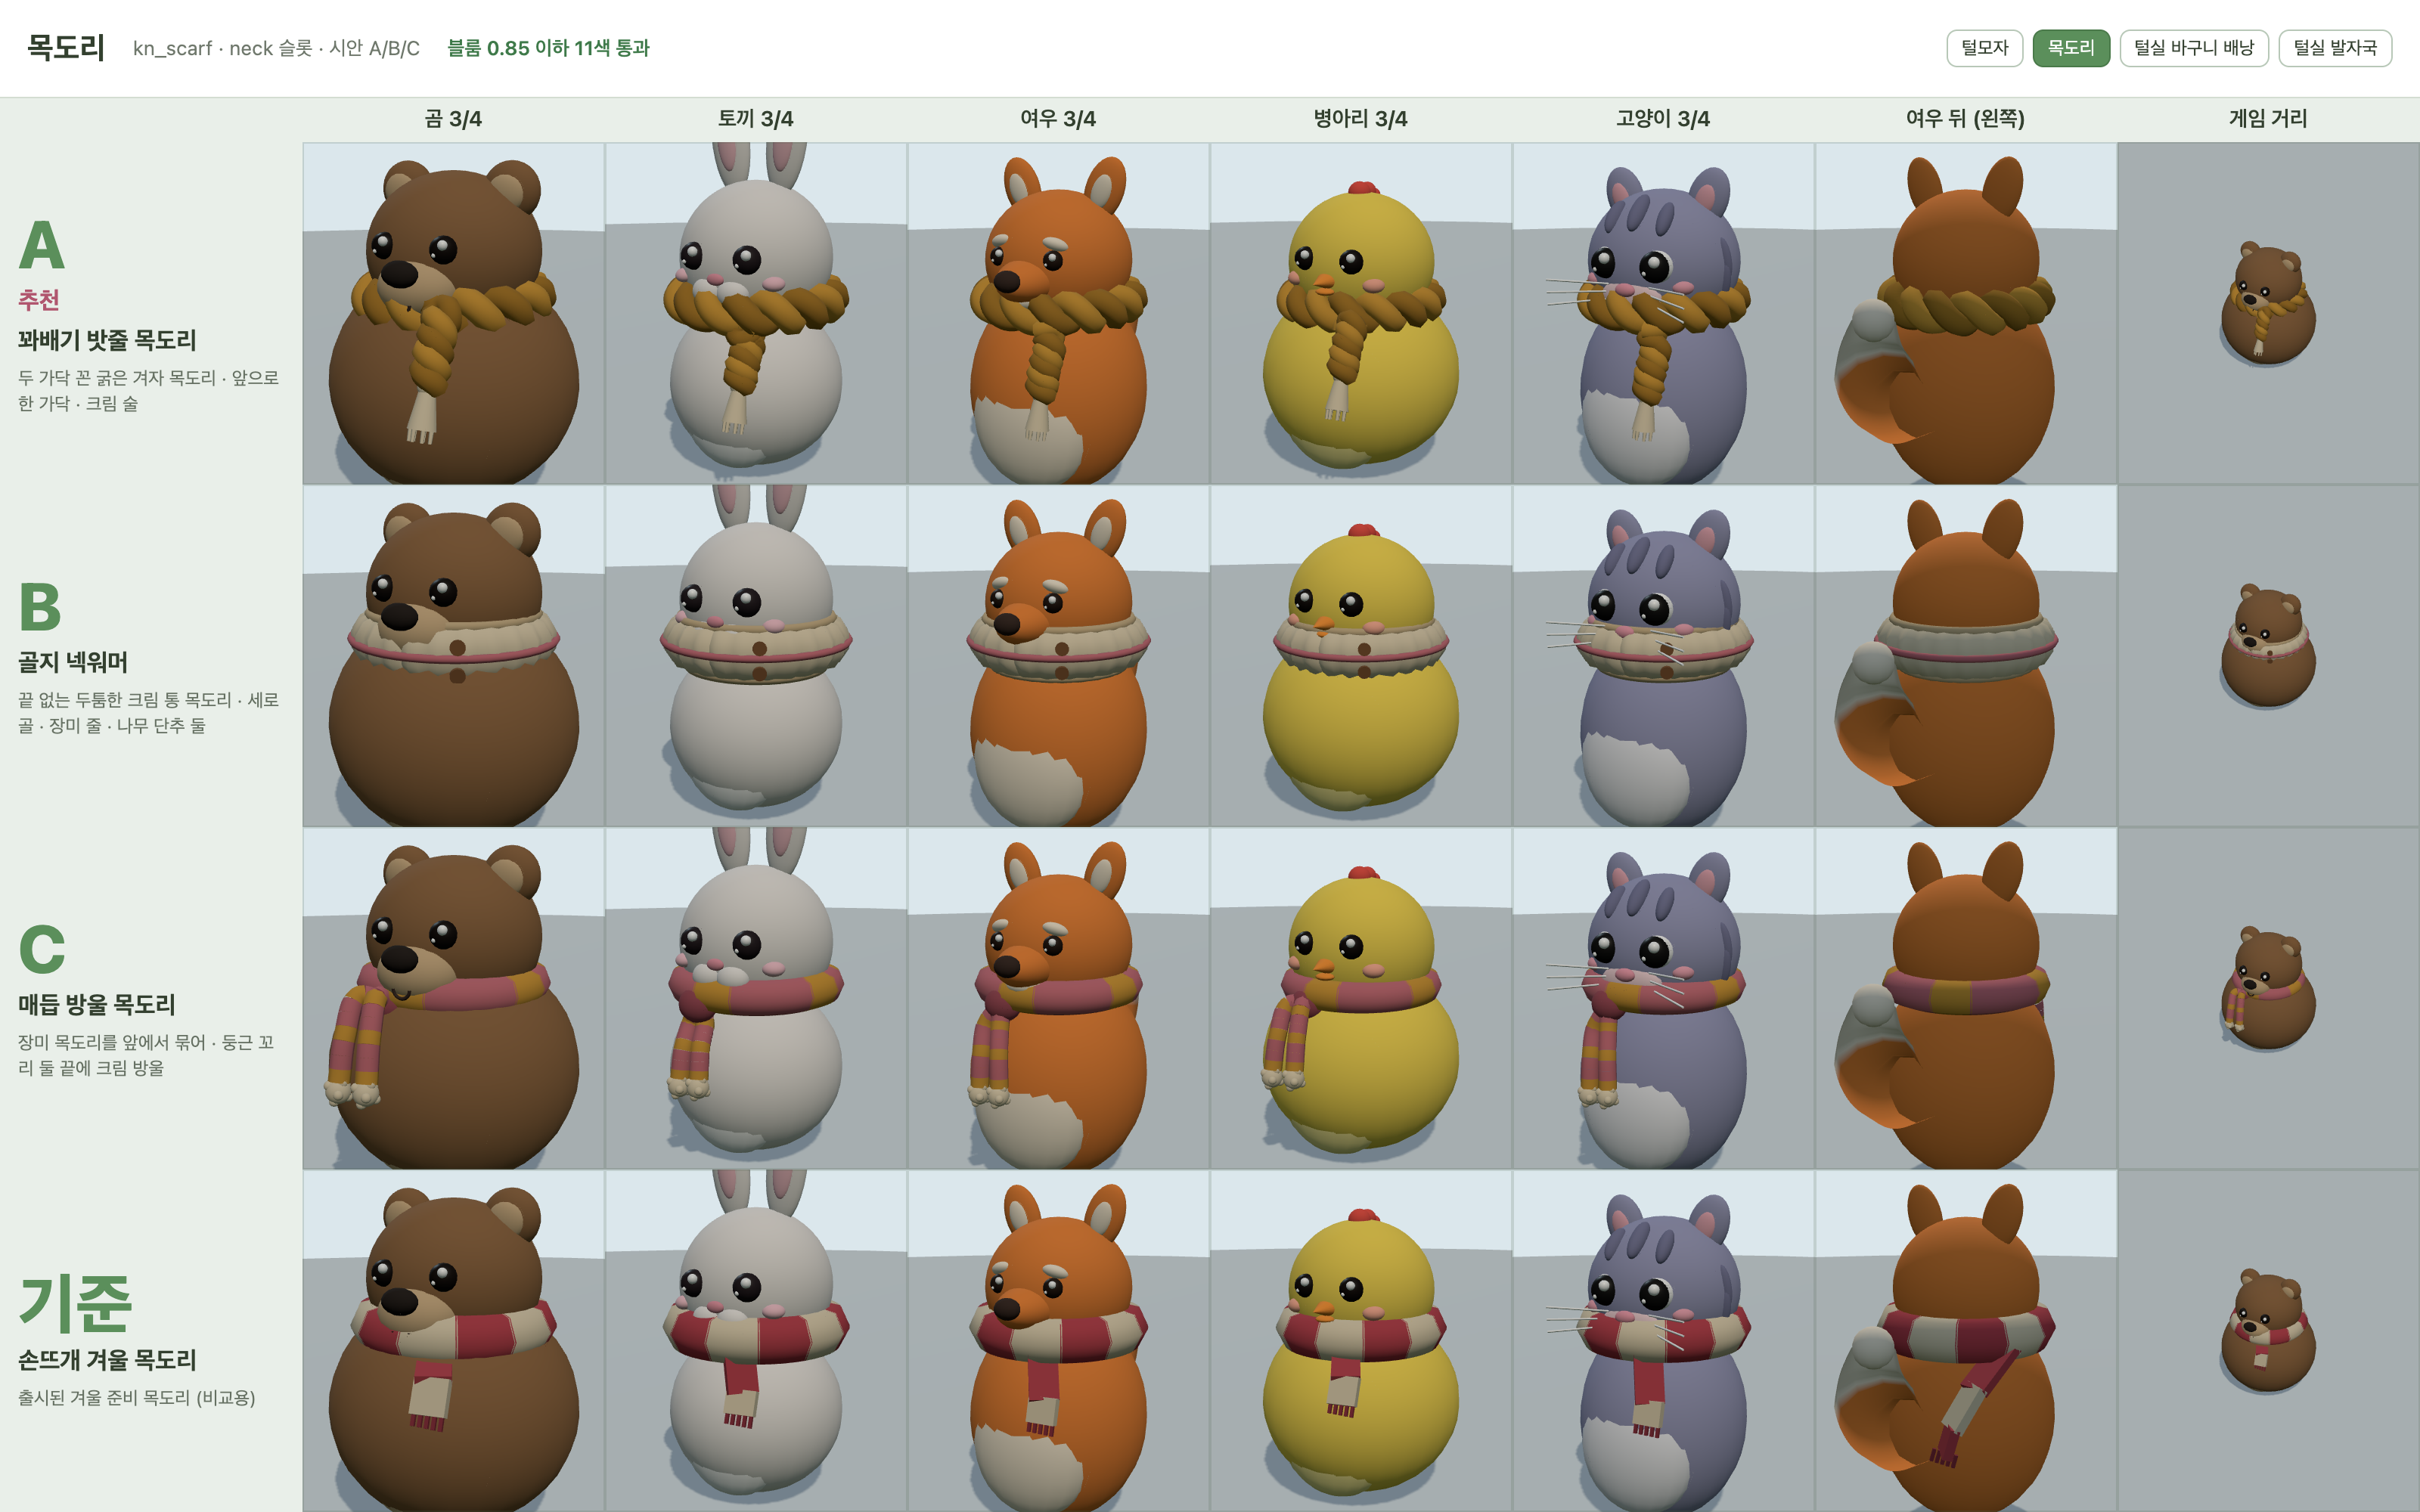 목도리
kn_scarf · neck 슬롯 · 시안 A/B/C
블룸 0.85 이하 11색 통과
털모자
목도리
털실 바구니 배낭
털실 발자국
곰 3/4
토끼 3/4
여우 3/4
병아리 3/4
고양이 3/4
여우 뒤 (왼쪽)
게임 거리
A
추천
꽈배기 밧줄 목도리
두 가닥 꼰 굵은 겨자 목도리 · 앞으로
한 가닥 · 크림 술
B
골지 넥워머
끝 없는 두툼한 크림 통 목도리 · 세로
골 · 장미 줄 · 나무 단추 둘
C
매듭 방울 목도리
장미 목도리를 앞에서 묶어 · 둥근 꼬
리 둘 끝에 크림 방울
기준
손뜨개 겨울 목도리
출시된 겨울 준비 목도리 (비교용)